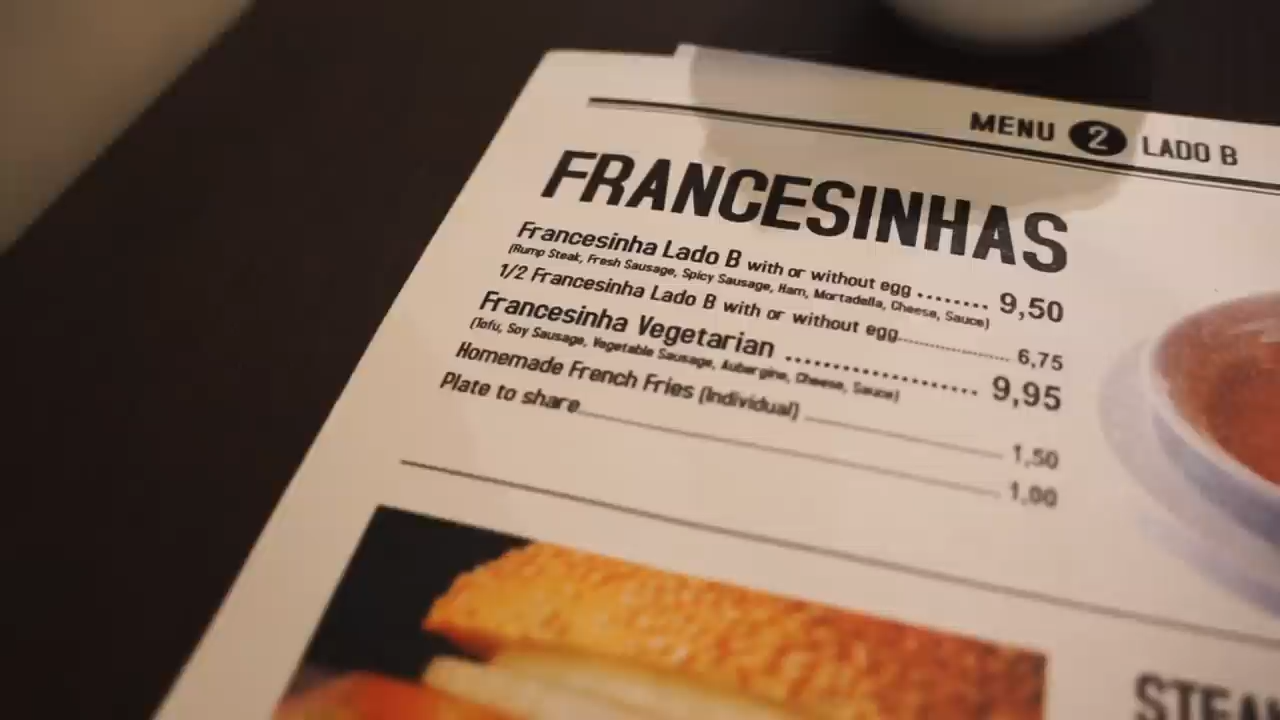 MENU 2 LADO B
FRANCESINHAS
Francesinha Lado B with or without egg ........ 9,50
(Rump Steak, Fresh Sausage, Spicy Sausage, Ham, Mortadella, Cheese, Sauce)
1/2 Francesinha Lado B with or without egg........................ 6,75
Francesinha Vegetarian .................... 9,95
(Tofu, Soy Sausage, Vegetable Sausage, Aubergine, Cheese, Sauce)
Homemade French Fries (Individual) ........................ 1,50
Plate to share........................ 1,00